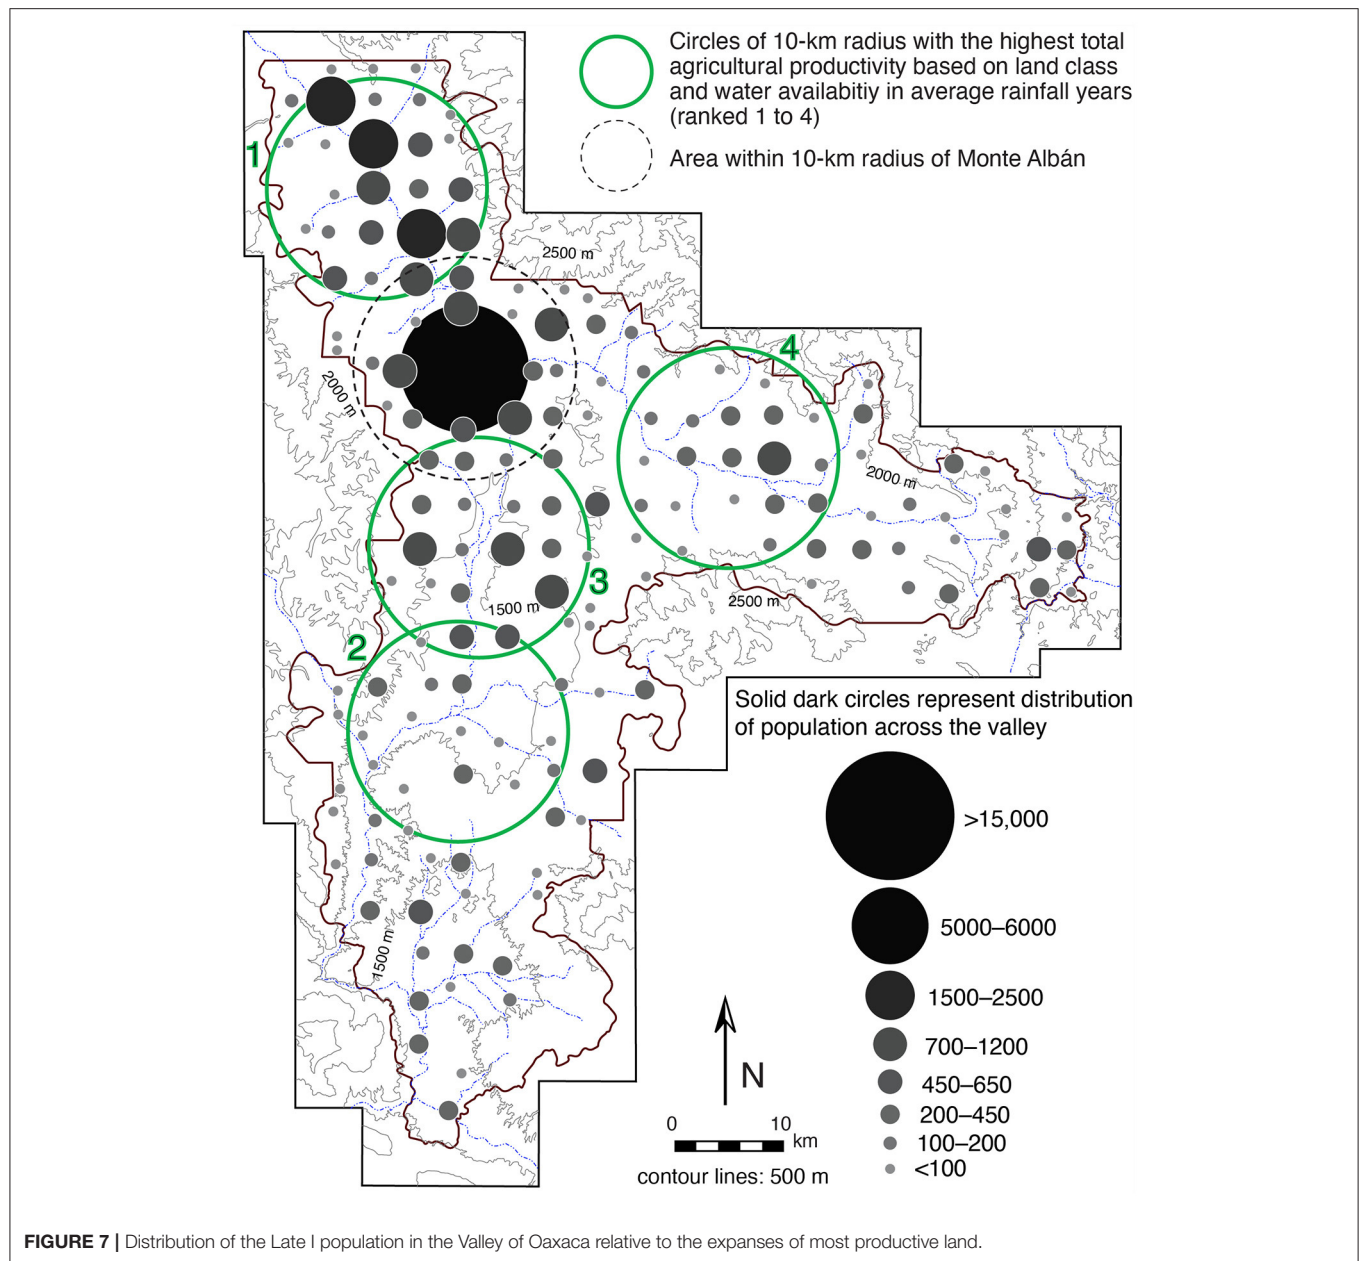 Circles of 10-km radius with the highest total
agricultural productivity based on land class
and water availabitiy in average rainfall years
(ranked 1 to 4)
Area within 10-km radius of Monte Albán
1
2500 m
4
2000 m
2000 m
3
1500 m
2500 m
2
Solid dark circles represent distribution
of population across the valley
>15,000
5000–6000
1500 m
1500–2500
700–1200
N
450–650
200–450
0 10
km
100–200
contour lines: 500 m
<100
FIGURE 7 | Distribution of the Late I population in the Valley of Oaxaca relative to the expanses of most productive land.